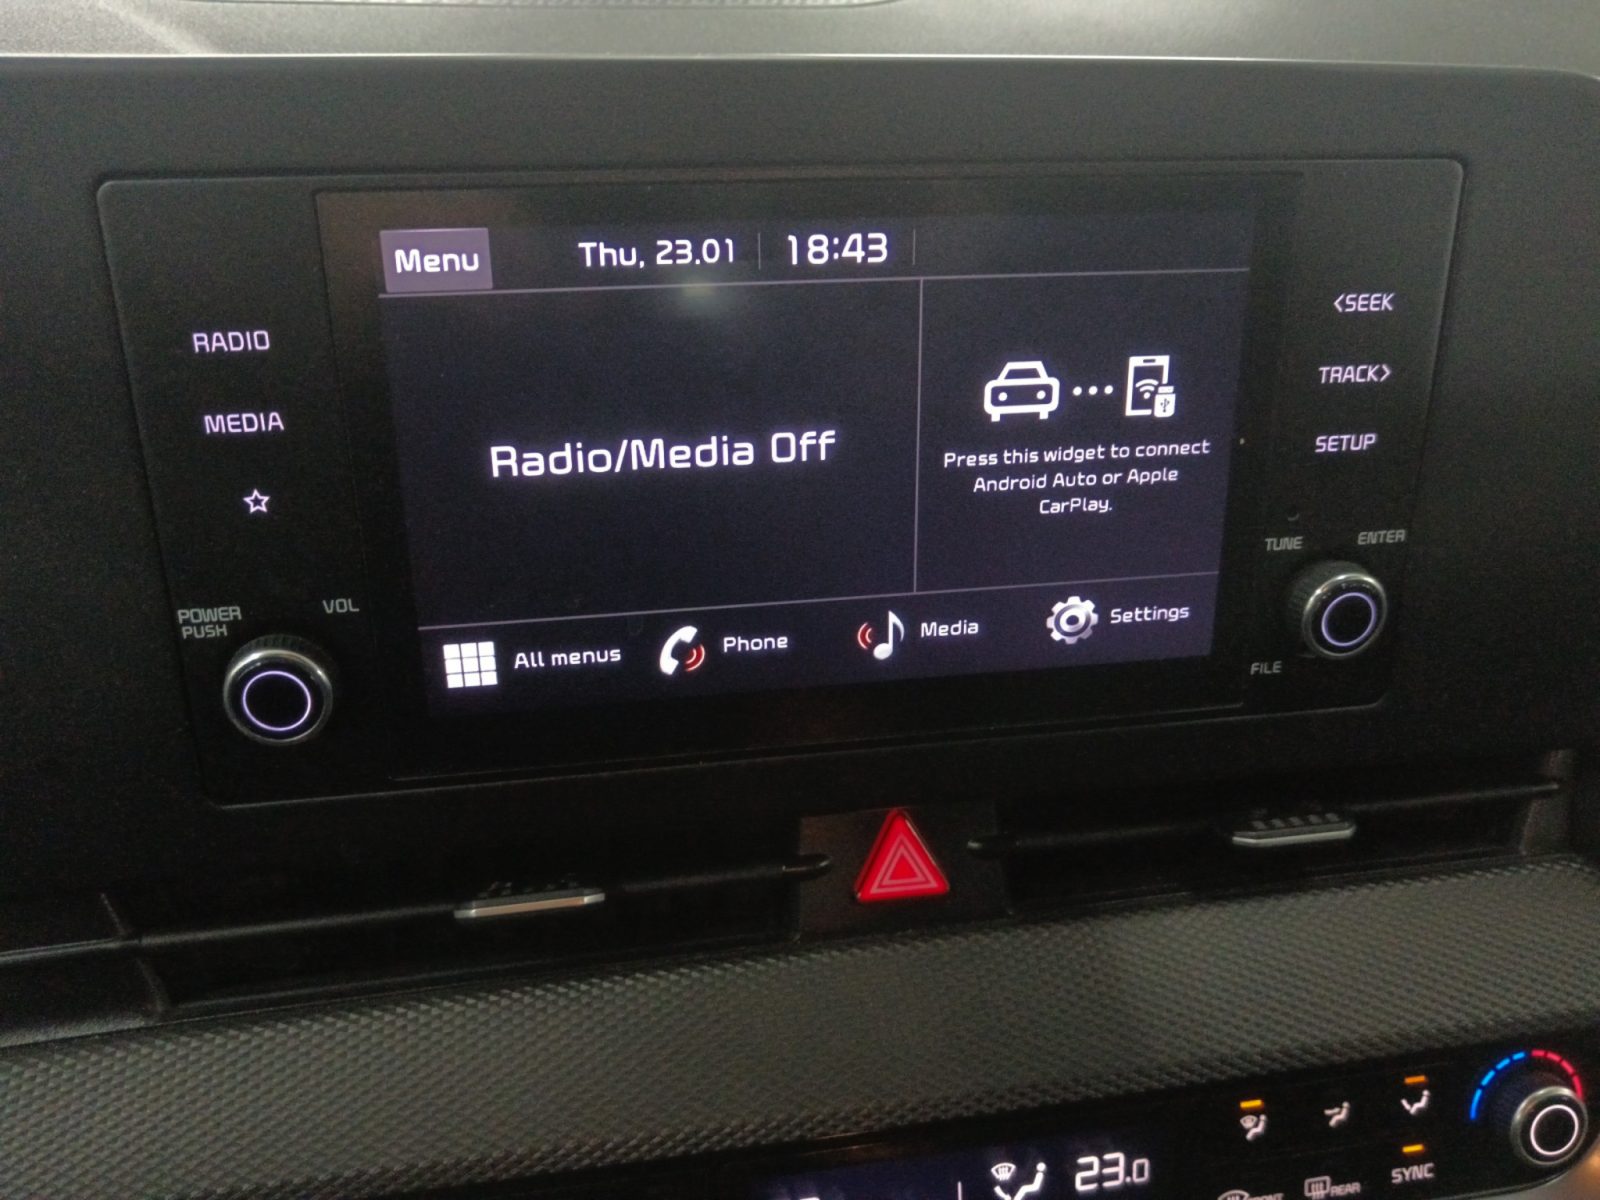 Menu
Thu, 23.01
18:43
RADIO
MEDIA
POWER
PUSH
VOL
Radio/Media Off
Press this widget to connect
Android Auto or Apple
CarPlay.
All menus
Phone
Media
Settings
<SEEK
TRACK>
SETUP
TUNE
ENTER
FILE
23.0
SYNC
FRONT
REAR